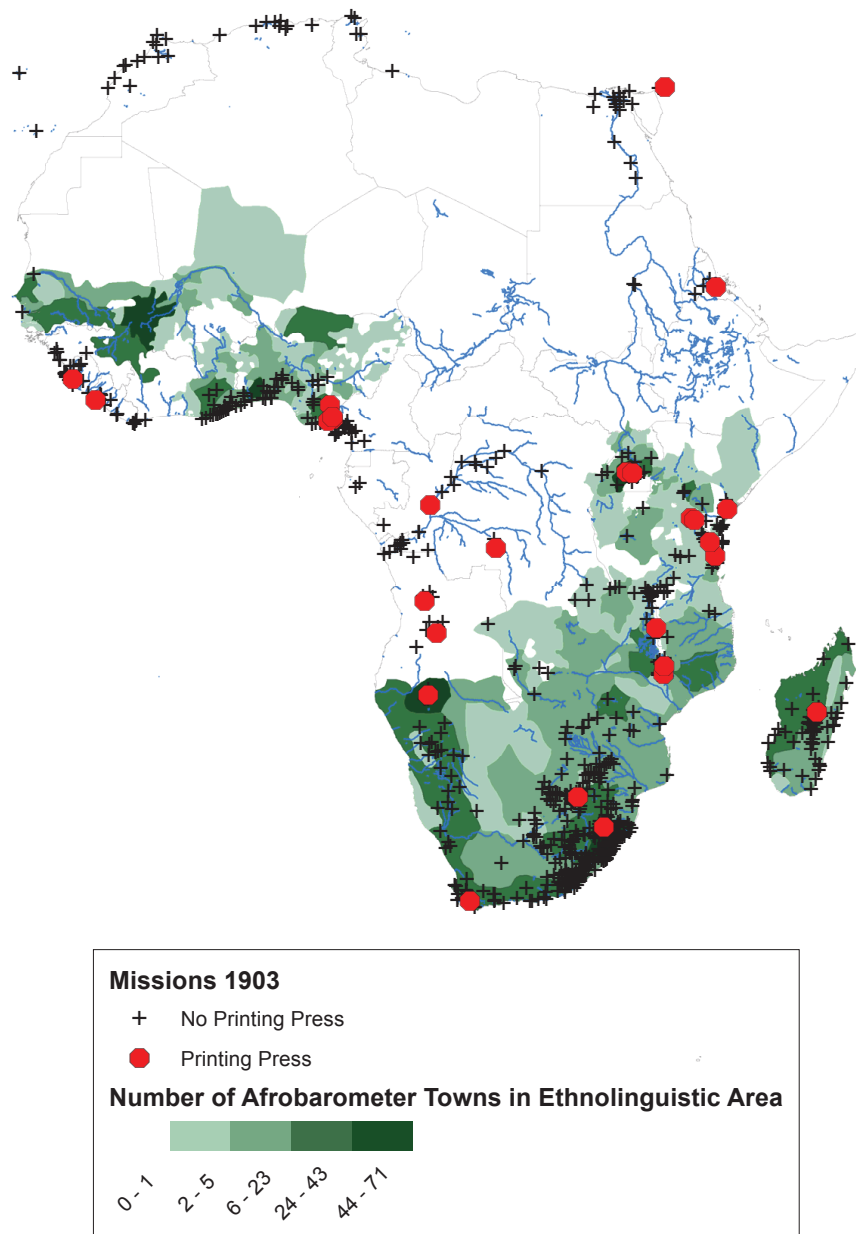 Missions 1903
No Printing Press
Printing Press
Number of Afrobarometer Towns in Ethnolinguistic Area
0 - 1
2 - 5
6 - 23
24 - 43
44 - 71